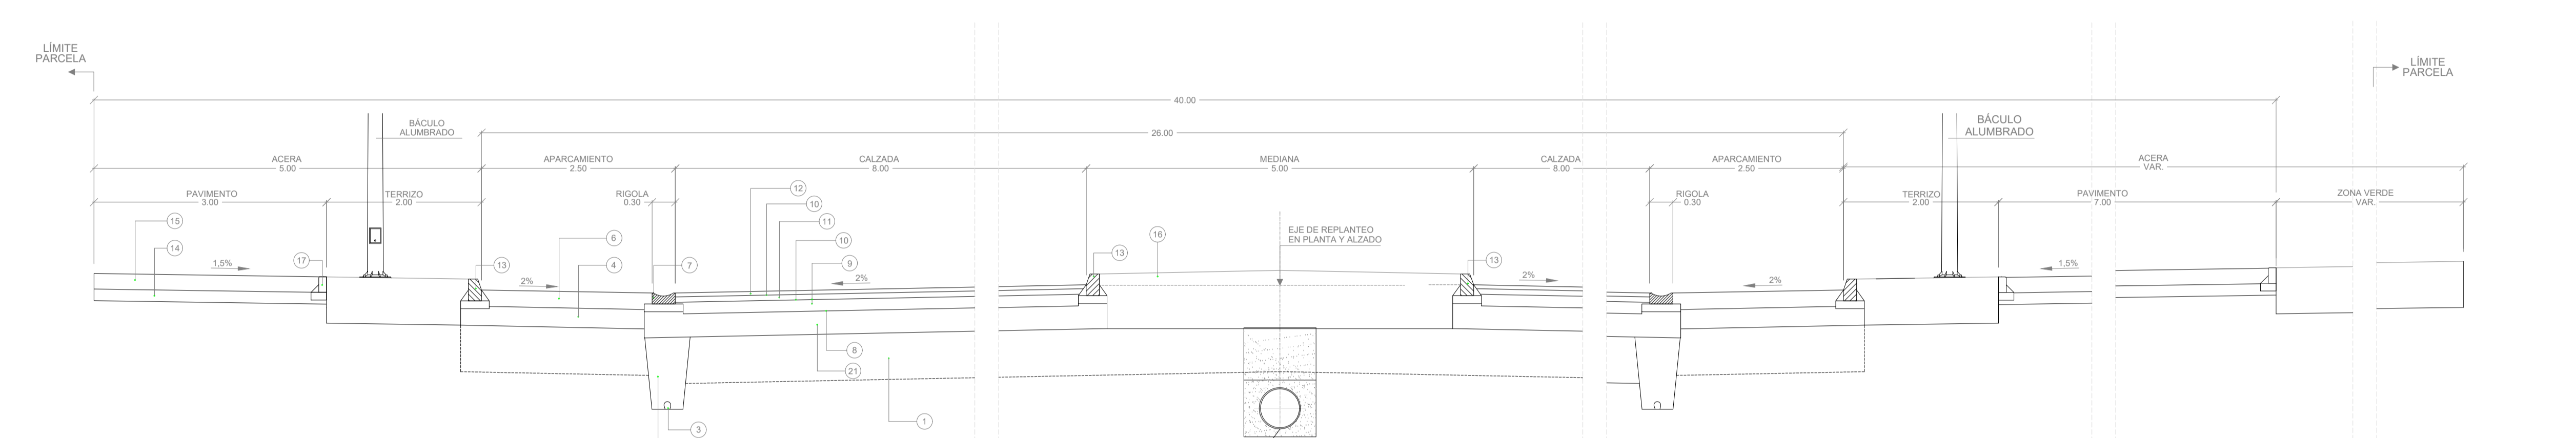 LÍMITE
PARCELA
LÍMITE
PARCELA
40.00
BÁCULO
ALUMBRADO
26.00
BÁCULO
ALUMBRADO
ACERA
5.00
APARCAMIENTO
2.50
CALZADA
8.00
MEDIANA
5.00
CALZADA
8.00
APARCAMIENTO
2.50
ACERA
VAR.
PAVIMENTO
3.00
TERRIZO
2.00
RIGOLA
0.30
RIGOLA
0.30
TERRIZO
2.00
PAVIMENTO
7.00
ZONA VERDE
VAR.
12
10
11
10
9
15
14
6
4
16
EJE DE REPLANTEO
EN PLANTA Y ALZADO
1,5%
17
13
7
13
13
2%
2%
2%
2%
1,5%
8
21
1
3